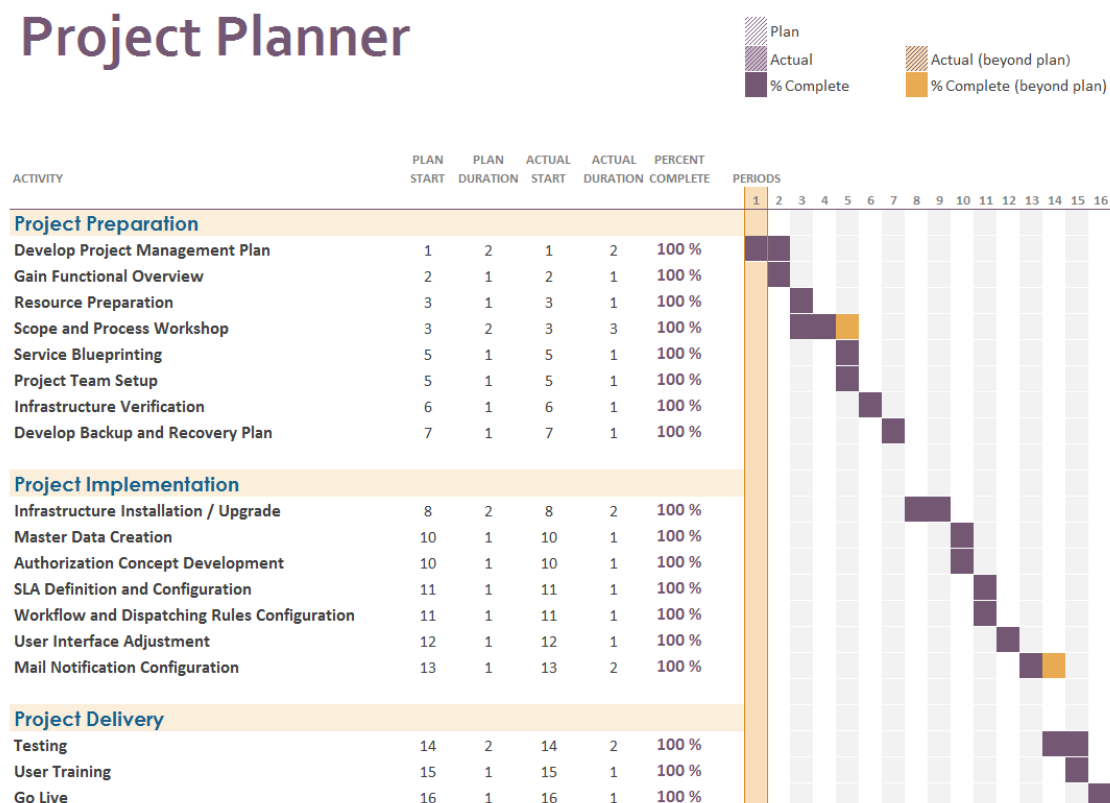 Project Planner
Plan
Actual
Actual (beyond plan)
% Complete
% Complete (beyond plan)
PLAN PLAN ACTUAL ACTUAL PERCENT
ACTIVITY START DURATION START DURATION COMPLETE PERIODS
1 2 3 4 5 6 7 8 9 10 11 12 13 14 15 16
Project Preparation
Develop Project Management Plan 1 2 1 2 100 %
Gain Functional Overview 2 1 2 1 100 %
Resource Preparation 3 1 3 1 100 %
Scope and Process Workshop 3 2 3 3 100 %
Service Blueprinting 5 1 5 1 100 %
Project Team Setup 5 1 5 1 100 %
Infrastructure Verification 6 1 6 1 100 %
Develop Backup and Recovery Plan 7 1 7 1 100 %
Project Implementation
Infrastructure Installation / Upgrade 8 2 8 2 100 %
Master Data Creation 10 1 10 1 100 %
Authorization Concept Development 10 1 10 1 100 %
SLA Definition and Configuration 11 1 11 1 100 %
Workflow and Dispatching Rules Configuration 11 1 11 1 100 %
User Interface Adjustment 12 1 12 1 100 %
Mail Notification Configuration 13 1 13 2 100 %
Project Delivery
Testing 14 2 14 2 100 %
User Training 15 1 15 1 100 %
Go Live 16 1 16 1 100 %